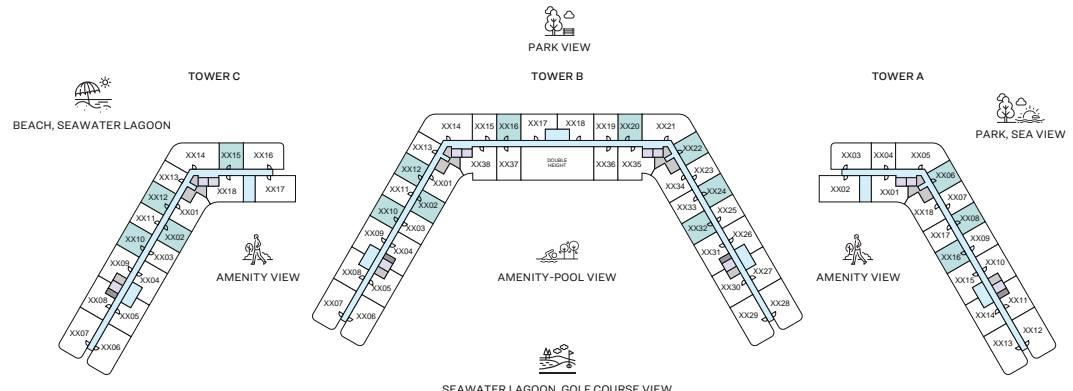 PARK VIEW
TOWER C
TOWER B
TOWER A
BEACH, SEAWATER LAGOON
PARK, SEA VIEW
XX14
XX15
XX16
XX13
XX18
XX17
XX12
XX01
XX11
XX02
XX10
XX03
XX09
XX04
XX08
XX05
XX07
XX06
XX14
XX15
XX16
XX17
XX18
XX19
XX20
XX21
XX13
XX38
XX37
DOUBLE
HEIGHT
XX36
XX35
XX22
XX12
XX01
XX34
XX23
XX11
XX02
XX33
XX24
XX10
XX03
XX32
XX25
XX09
XX04
XX31
XX26
XX08
XX05
XX30
XX27
XX07
XX06
XX29
XX28
XX03
XX04
XX05
XX02
XX01
XX06
XX18
XX07
XX17
XX08
XX16
XX09
XX15
XX10
XX14
XX11
XX13
XX12
AMENITY VIEW
AMENITY-POOL VIEW
AMENITY VIEW
SEAWATER LAGOON, GOLF COURSE VIEW